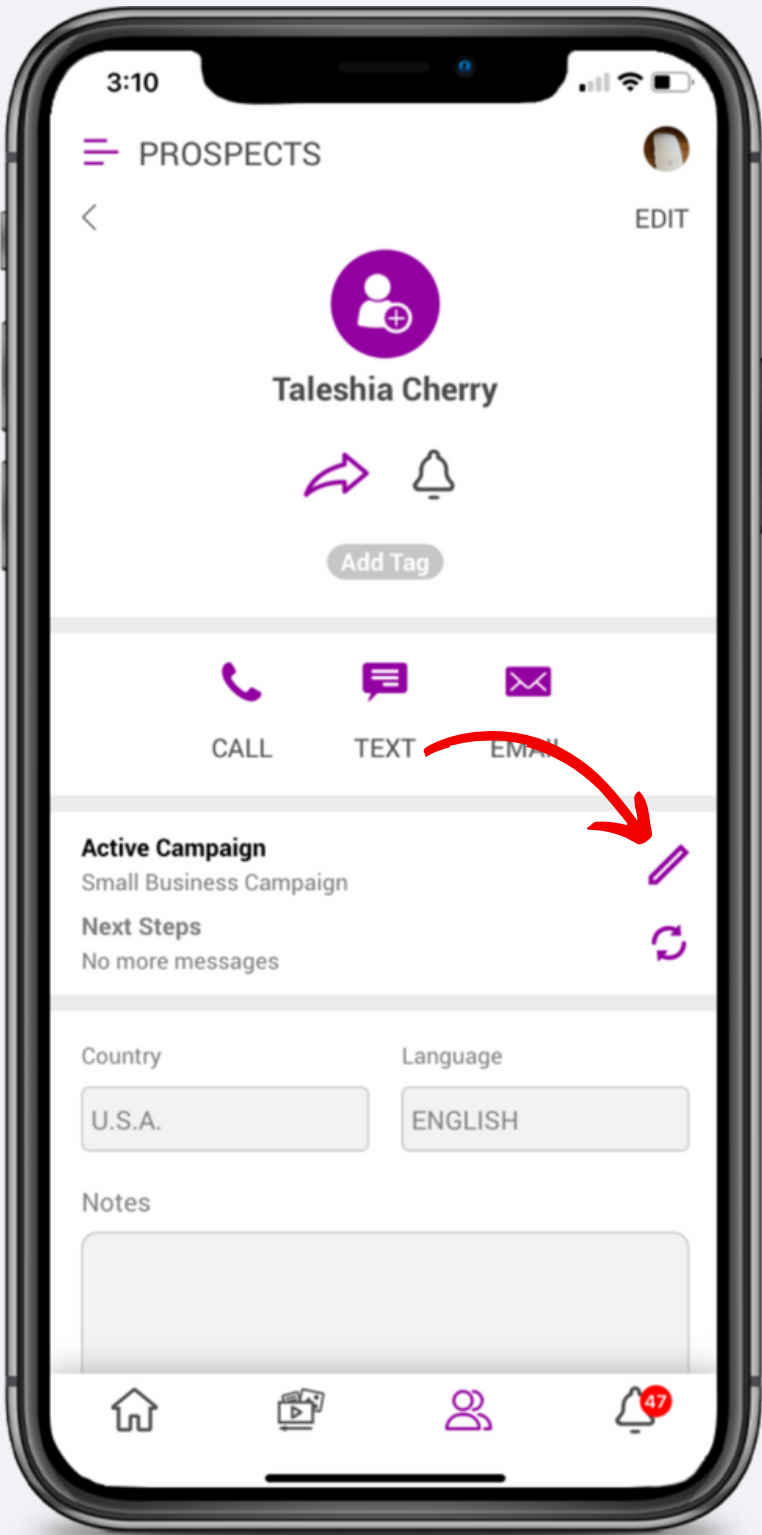 3:10
PROSPECTS
EDIT
Taleshia Cherry
Add Tag
CALL TEXT EMAIL
Active Campaign
Small Business Campaign
Next Steps
No more messages
Country Language
U.S.A. ENGLISH
Notes
47